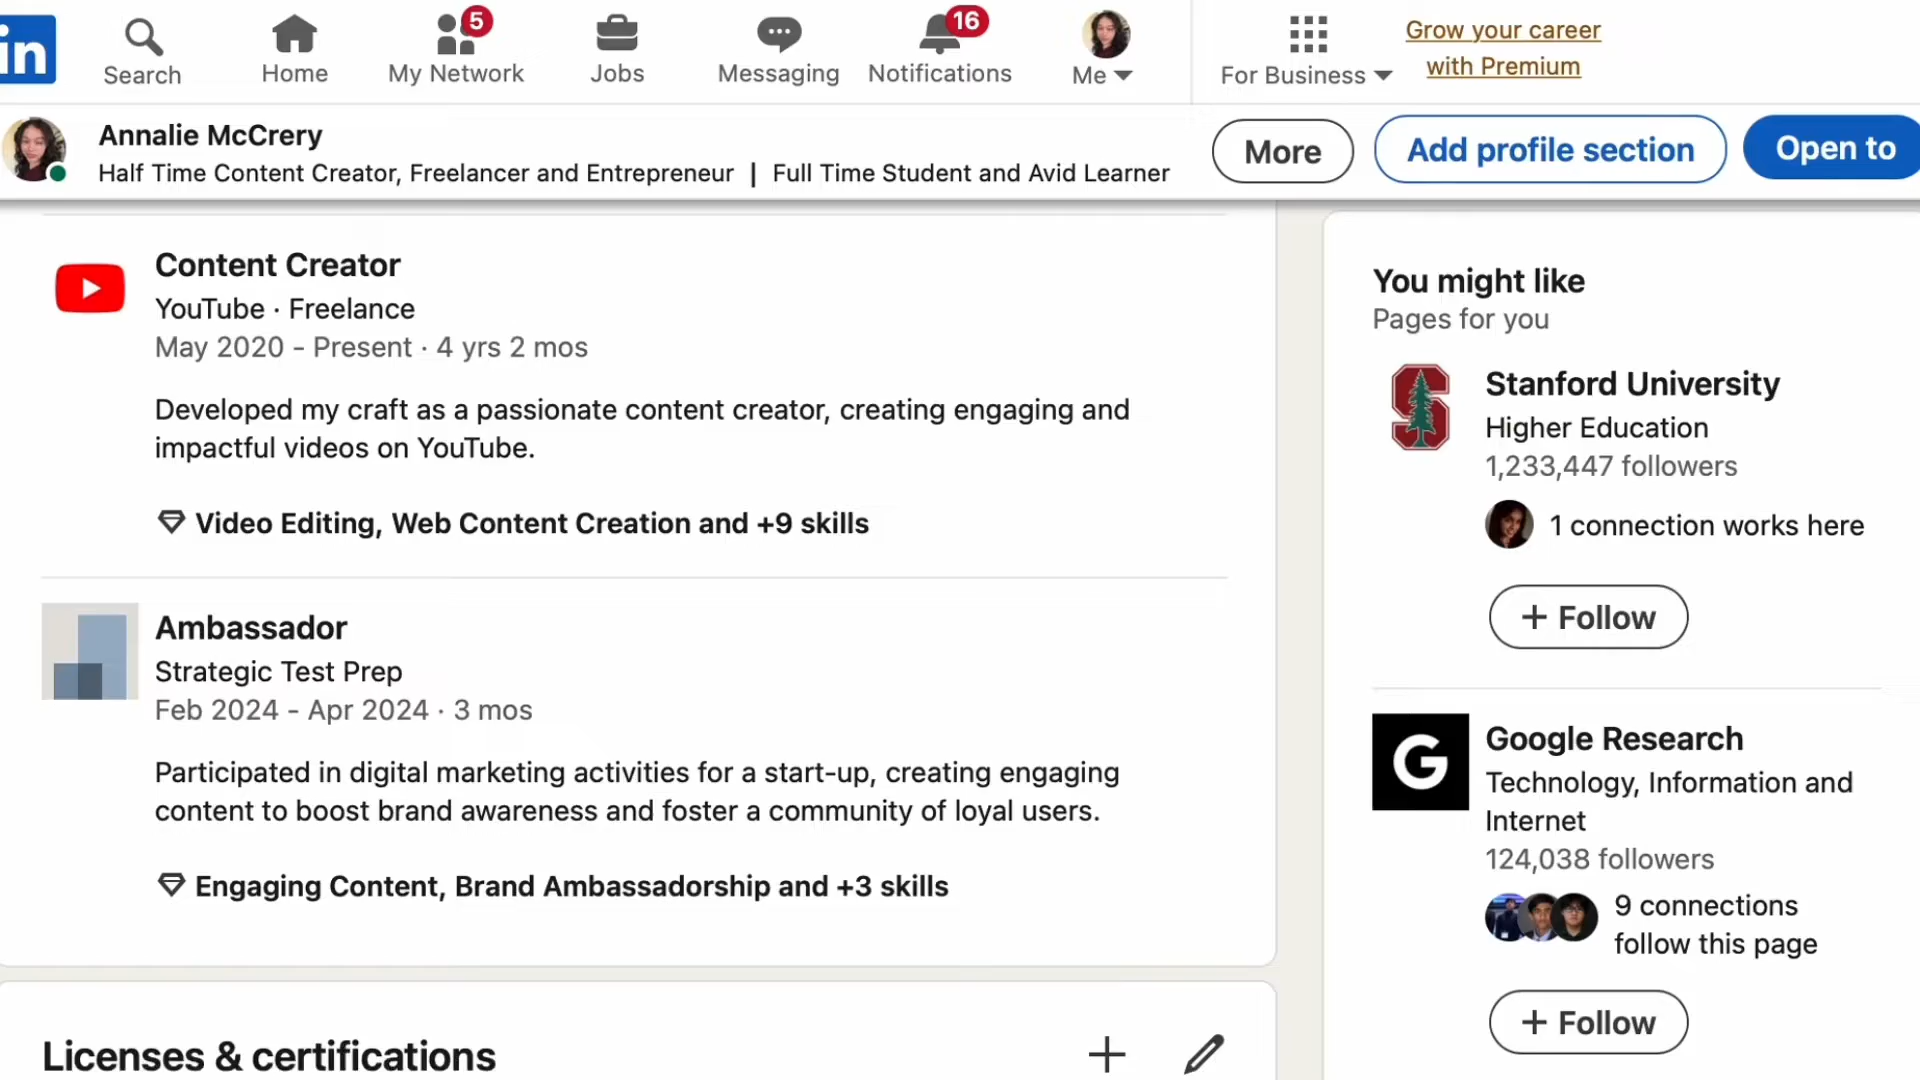 in
Search
Home
5
My Network
Jobs
Messaging
16
Notifications
Me
For Business
Grow your career
with Premium
Annalie McCrery
Half Time Content Creator, Freelancer and Entrepreneur | Full Time Student and Avid Learner
More
Add profile section
Open to
Content Creator
YouTube · Freelance
May 2020 - Present · 4 yrs 2 mos
Developed my craft as a passionate content creator, creating engaging and
impactful videos on YouTube.
Video Editing, Web Content Creation and +9 skills
Ambassador
Strategic Test Prep
Feb 2024 - Apr 2024 · 3 mos
Participated in digital marketing activities for a start-up, creating engaging
content to boost brand awareness and foster a community of loyal users.
Engaging Content, Brand Ambassadorship and +3 skills
Licenses & certifications
You might like
Pages for you
Stanford University
Higher Education
1,233,447 followers
1 connection works here
+ Follow
G
Google Research
Technology, Information and
Internet
124,038 followers
9 connections
follow this page
+ Follow